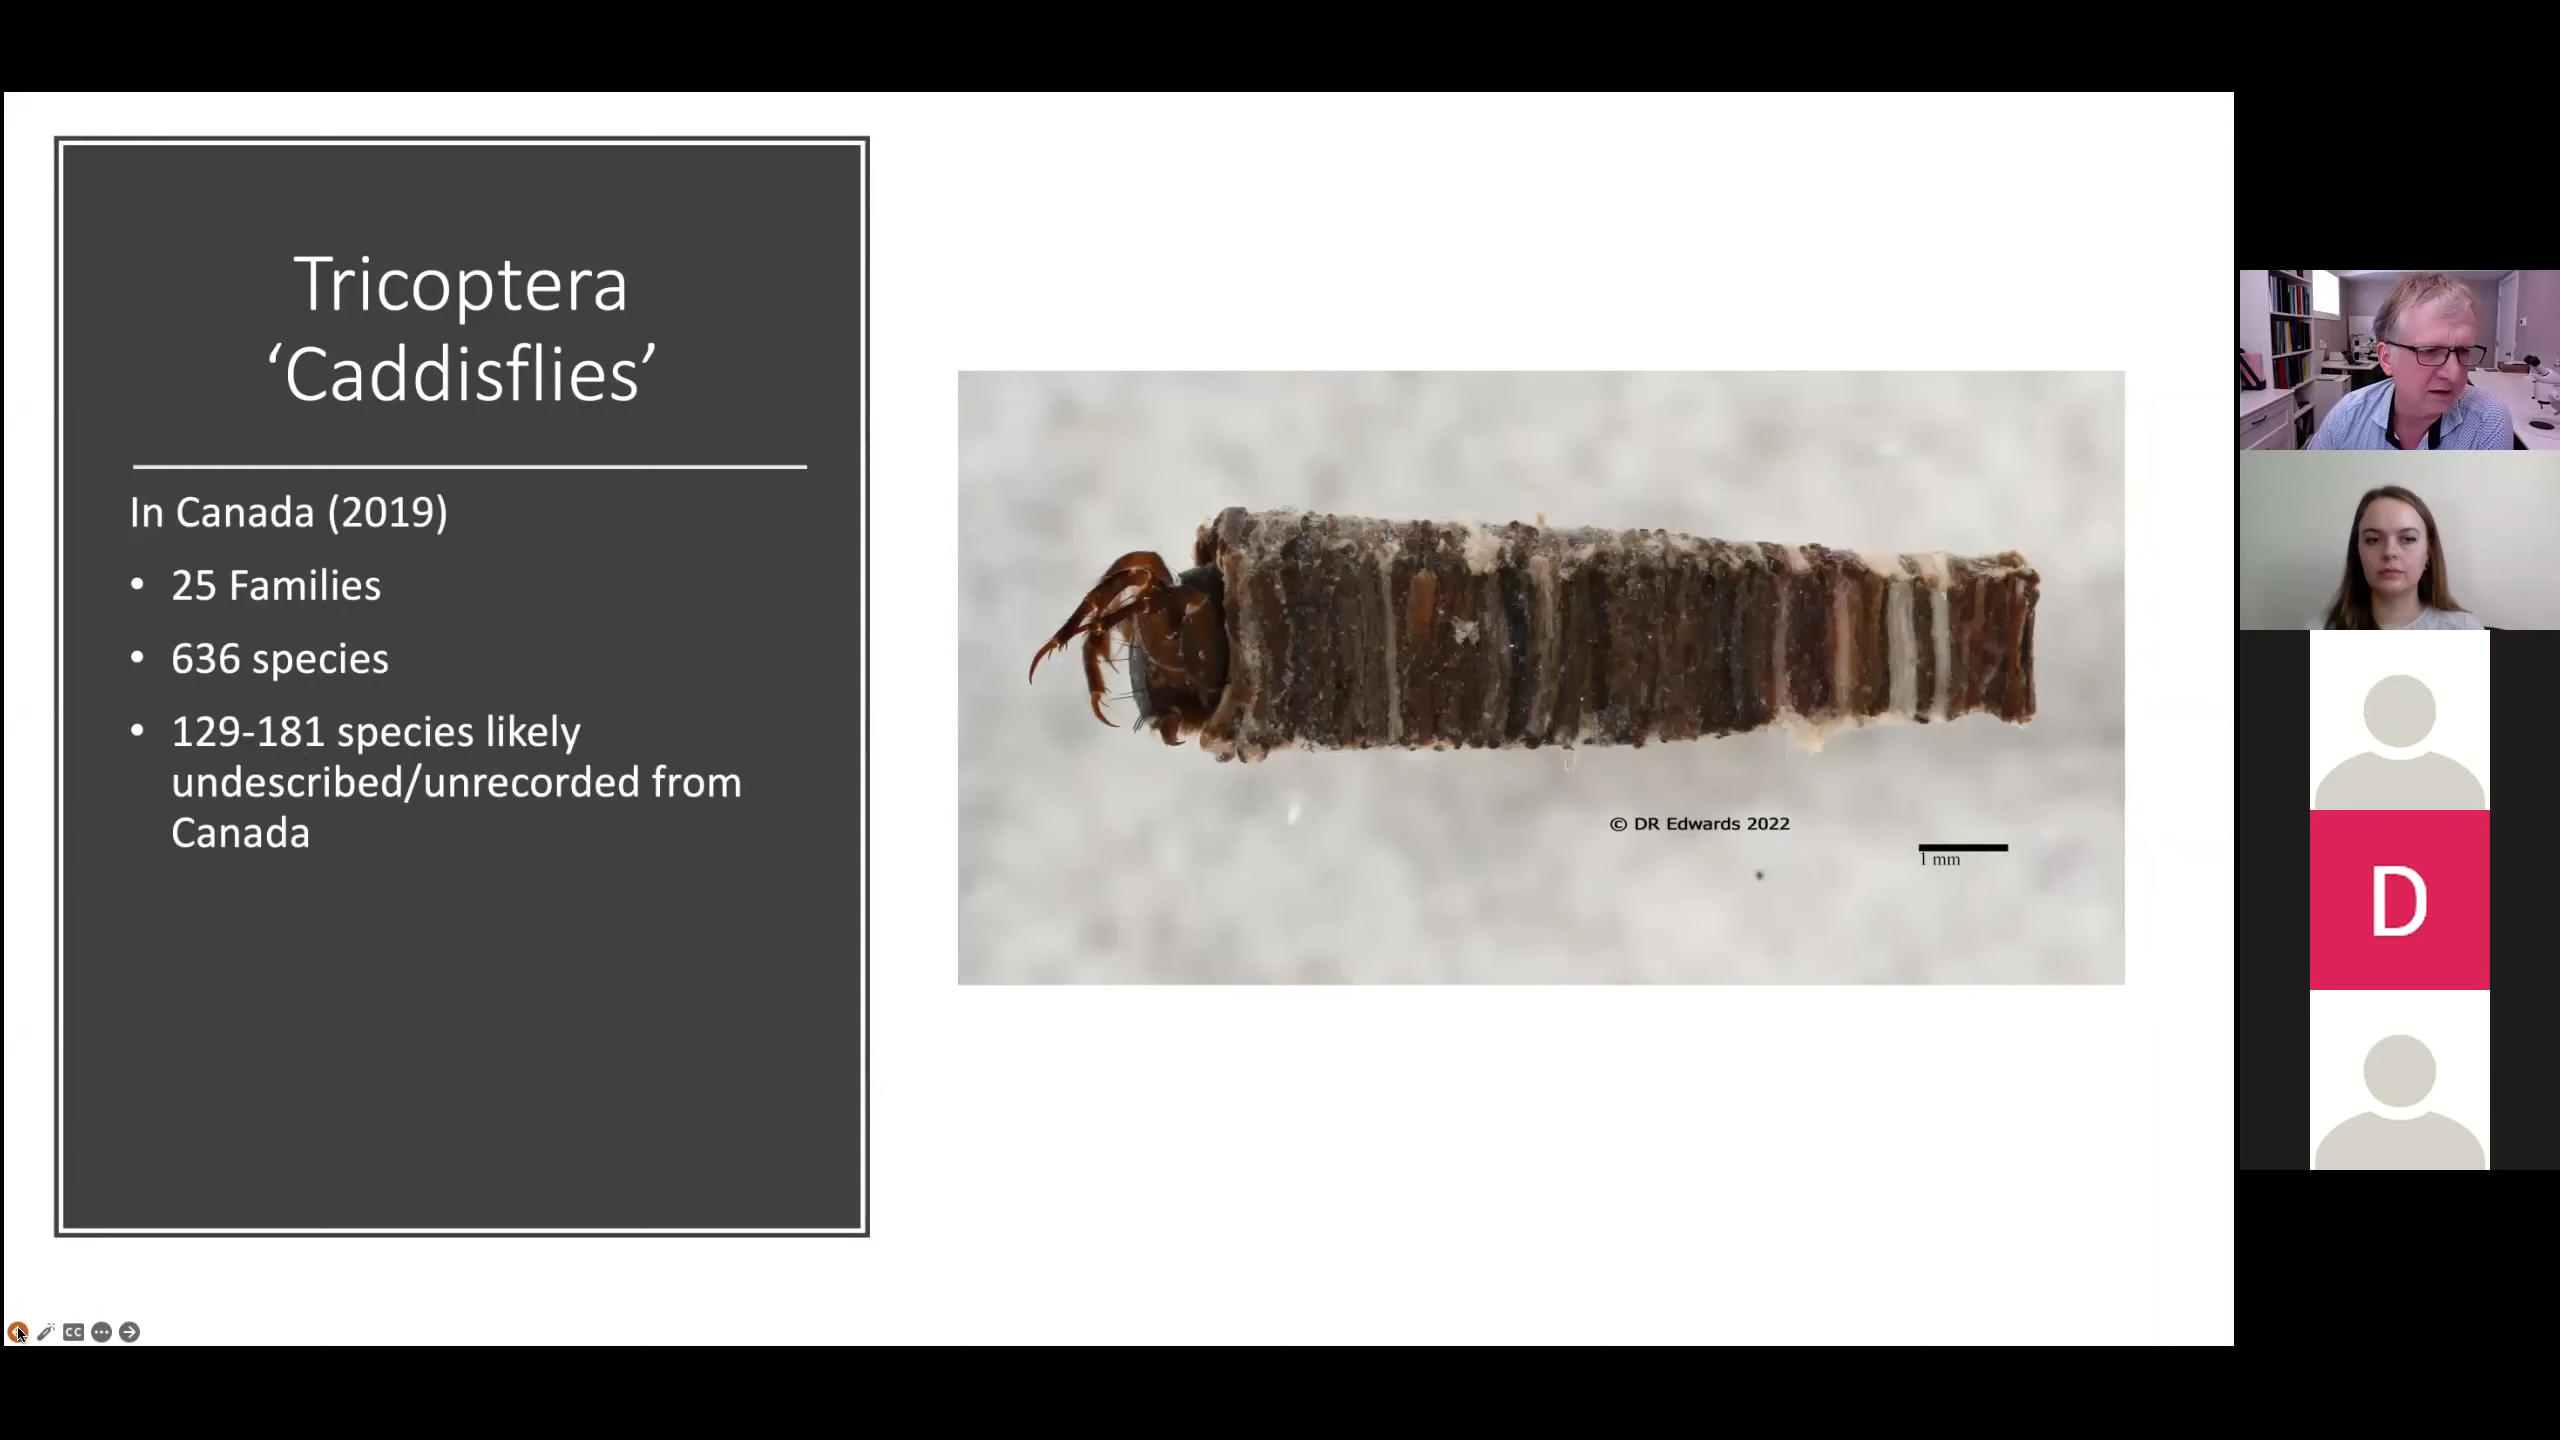 Tricoptera
‘Caddisflies’
In Canada (2019)
• 25 Families
• 636 species
• 129-181 species likely
undescribed/unrecorded from
Canada
© DR Edwards 2022
1 mm
D
CC